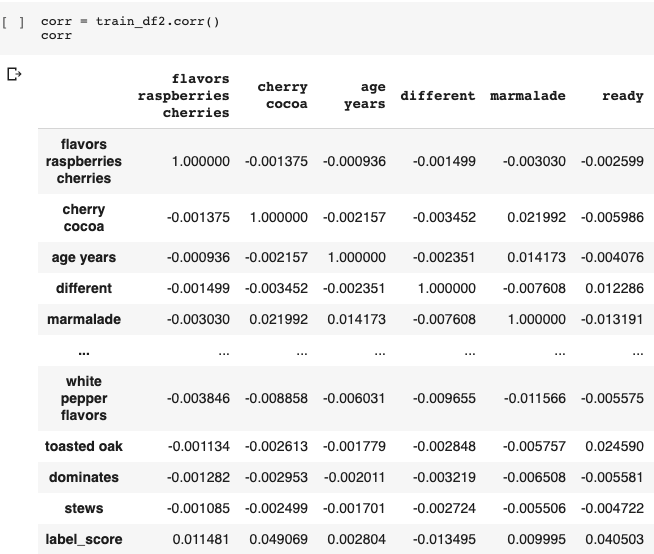 [ ] corr = train_df2.corr()
corr
flavors raspberries cherries cherry cocoa age years different marmalade ready
flavors raspberries cherries 1.000000 -0.001375 -0.000936 -0.001499 -0.003030 -0.002599
cherry cocoa -0.001375 1.000000 -0.002157 -0.003452 0.021992 -0.005986
age years -0.000936 -0.002157 1.000000 -0.002351 0.014173 -0.004076
different -0.001499 -0.003452 -0.002351 1.000000 -0.007608 0.012286
marmalade -0.003030 0.021992 0.014173 -0.007608 1.000000 -0.013191
... ... ... ... ... ... ...
white pepper flavors -0.003846 -0.008858 -0.006031 -0.009655 -0.011566 -0.005575
toasted oak -0.001134 -0.002613 -0.001779 -0.002848 -0.005757 0.024590
dominates -0.001282 -0.002953 -0.002011 -0.003219 -0.006508 -0.005581
stews -0.001085 -0.002499 -0.001701 -0.002724 -0.005506 -0.004722
label_score 0.011481 0.049069 0.002804 -0.013495 0.009995 0.040503